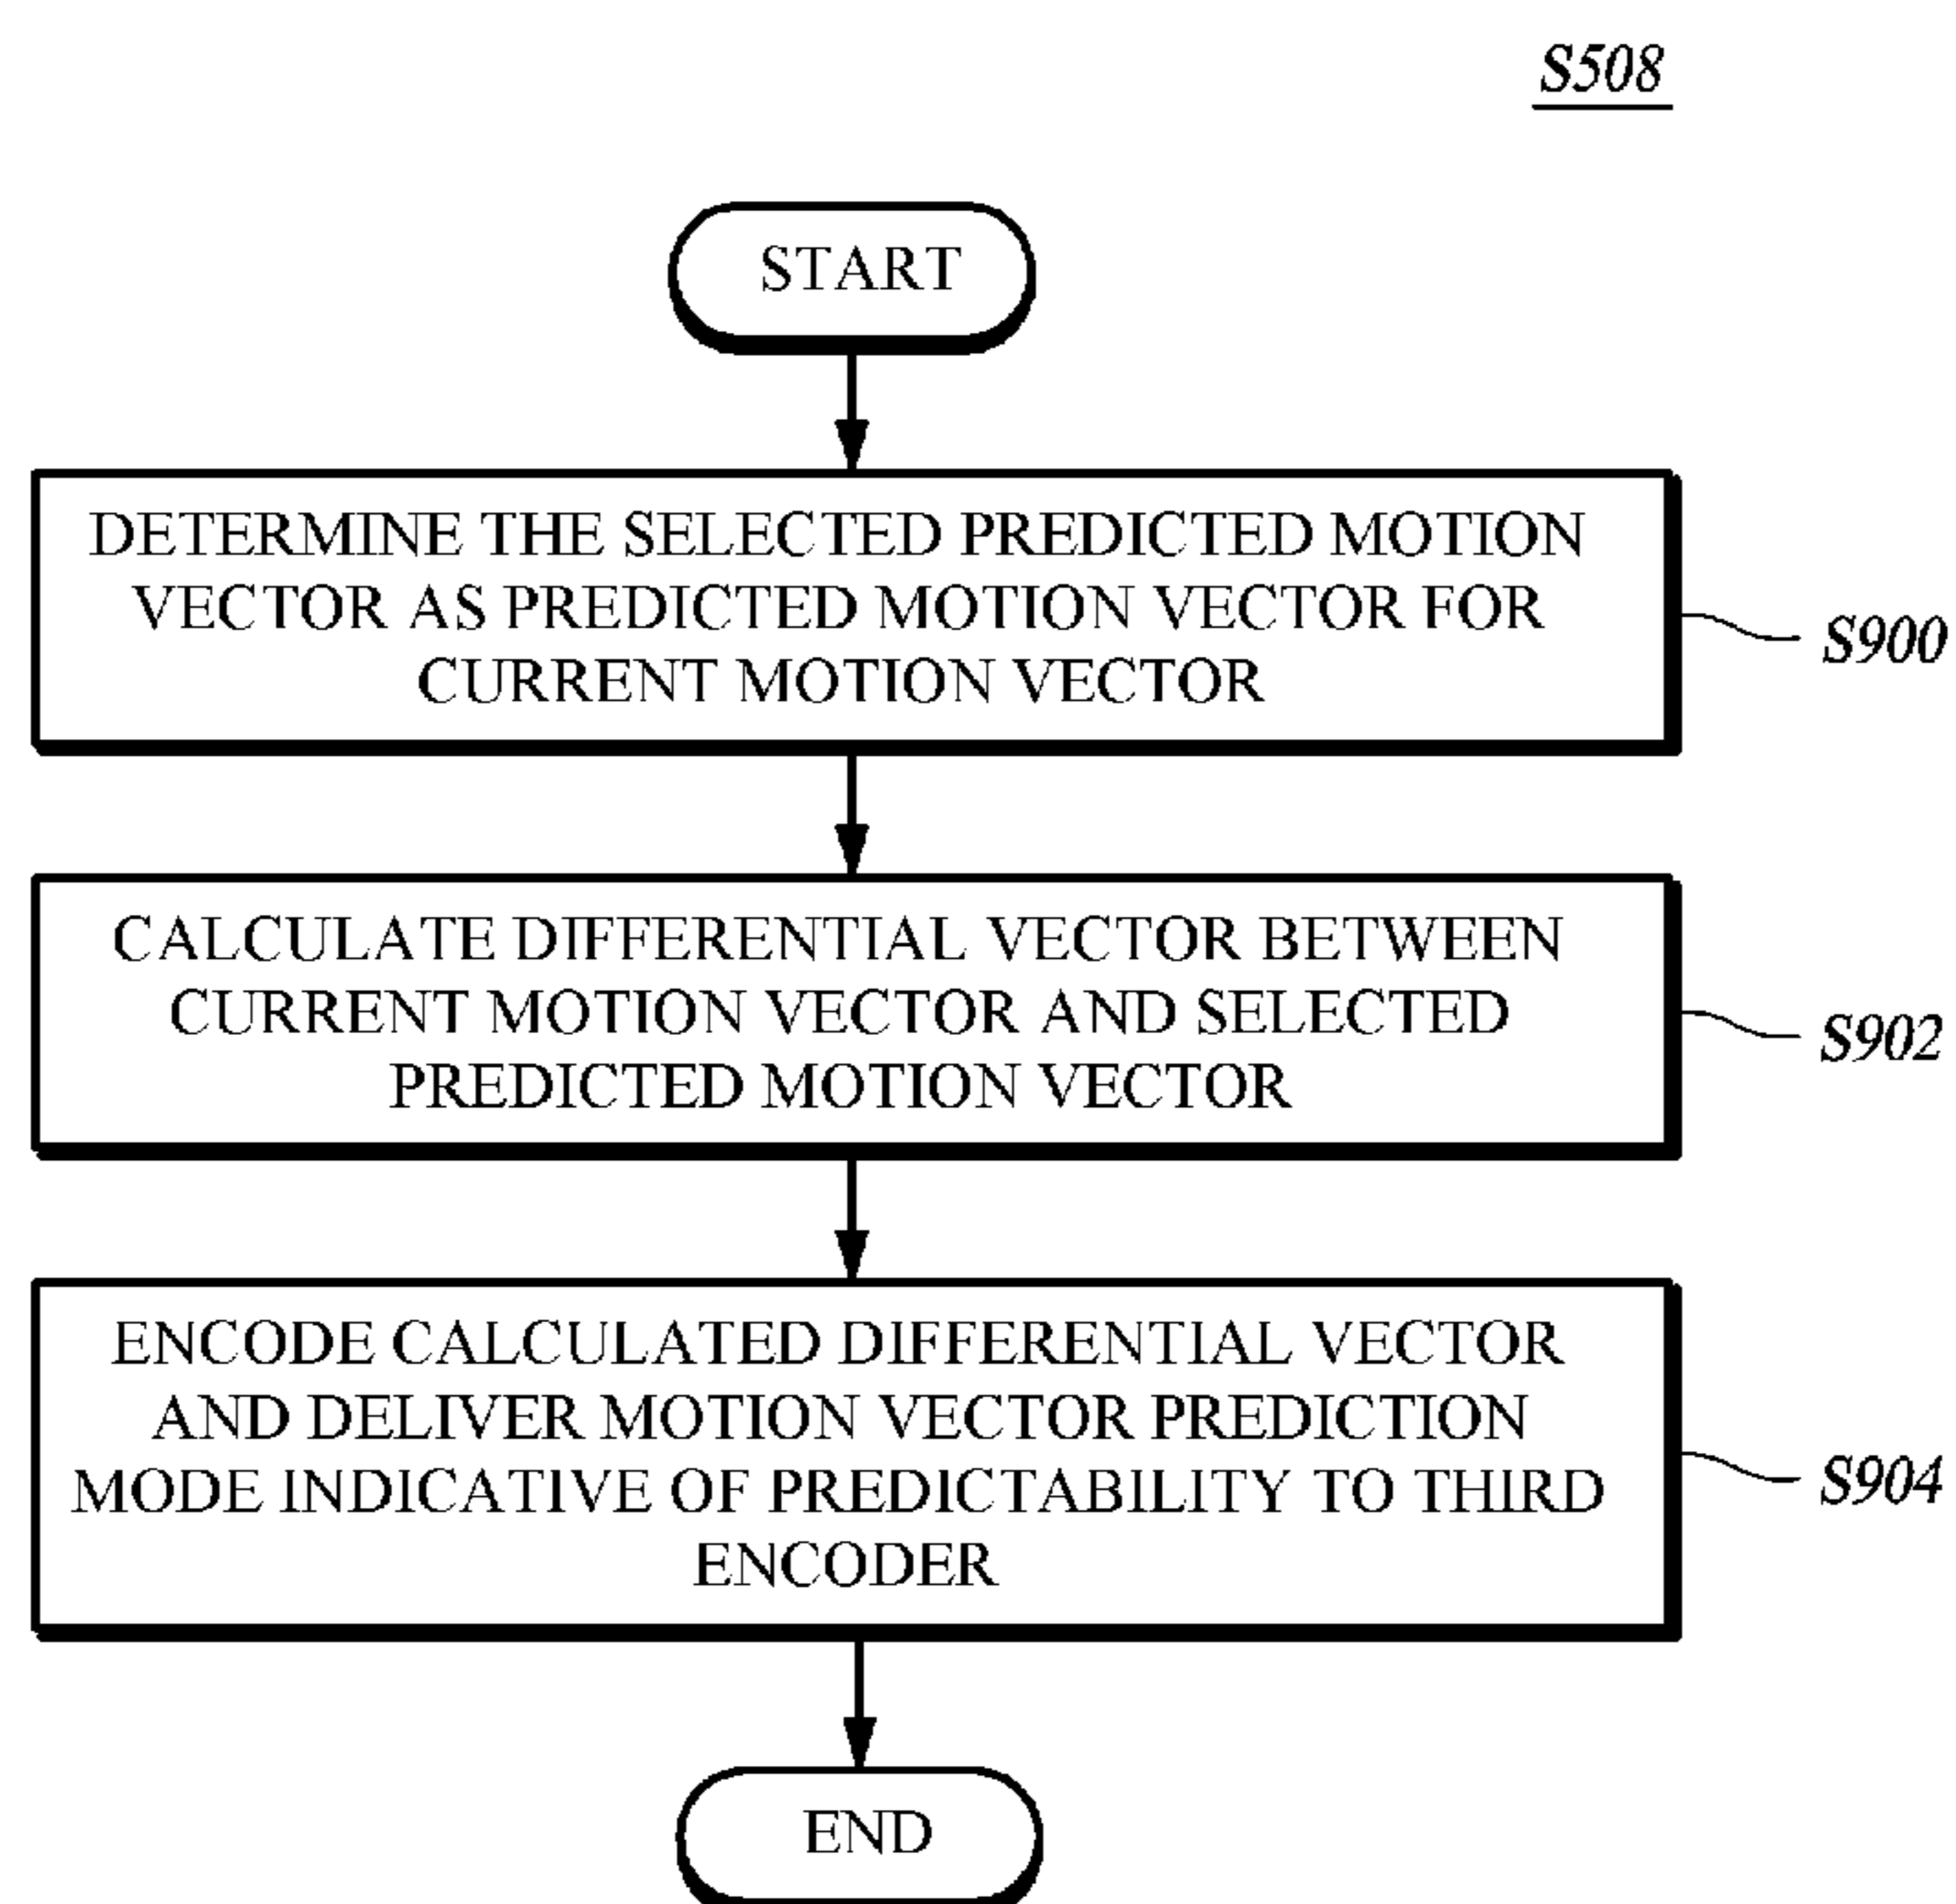 S508
START
DETERMINE THE SELECTED PREDICTED MOTION
VECTOR AS PREDICTED MOTION VECTOR FOR
CURRENT MOTION VECTOR
S900
CALCULATE DIFFERENTIAL VECTOR BETWEEN
CURRENT MOTION VECTOR AND SELECTED
PREDICTED MOTION VECTOR
S902
ENCODE CALCULATED DIFFERENTIAL VECTOR
AND DELIVER MOTION VECTOR PREDICTION
MODE INDICATIVE OF PREDICTABILITY TO THIRD
ENCODER
S904
END